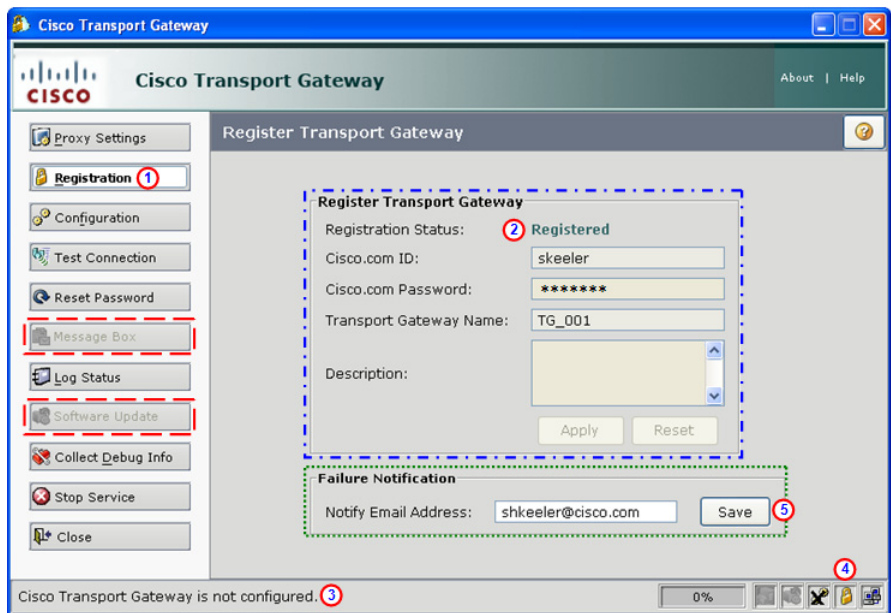 Cisco Transport Gateway
CISCO
Cisco Transport Gateway
About | Help
Proxy Settings
Registration 1
Configuration
Test Connection
Reset Password
Message Box
Log Status
Software Update
Collect Debug Info
Stop Service
Close
Register Transport Gateway
Register Transport Gateway
Registration Status: 2 Registered
Cisco.com ID: skeeler
Cisco.com Password: *******
Transport Gateway Name: TG_001
Description:
Apply Reset
Failure Notification
Notify Email Address: shkeeler@cisco.com Save 5
4
Cisco Transport Gateway is not configured. 3 0%